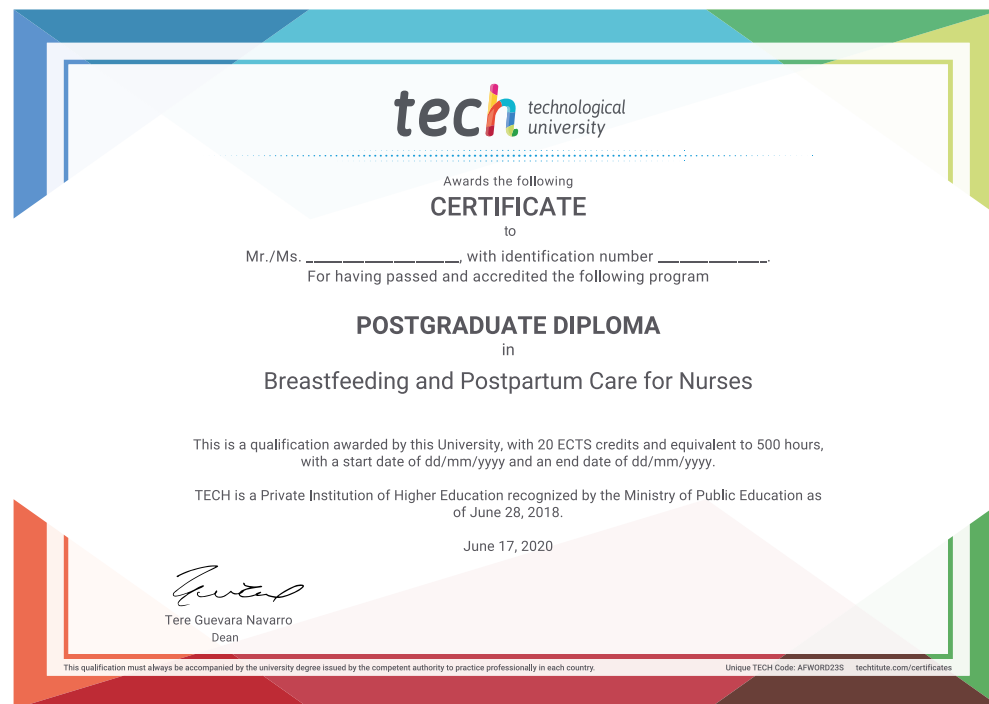 tech technological
university
Awards the following
CERTIFICATE
to
Mr./Ms. ____________________, with identification number ______________.
For having passed and accredited the following program
POSTGRADUATE DIPLOMA
in
Breastfeeding and Postpartum Care for Nurses
This is a qualification awarded by this University, with 20 ECTS credits and equivalent to 500 hours,
with a start date of dd/mm/yyyy and an end date of dd/mm/yyyy.
TECH is a Private Institution of Higher Education recognized by the Ministry of Public Education as
of June 28, 2018.
June 17, 2020
Tere Guevara Navarro
Dean
This qualification must always be accompanied by the university degree issued by the competent authority to practice professionally in each country.
Unique TECH Code: AFWORD23S techtitute.com/certificates